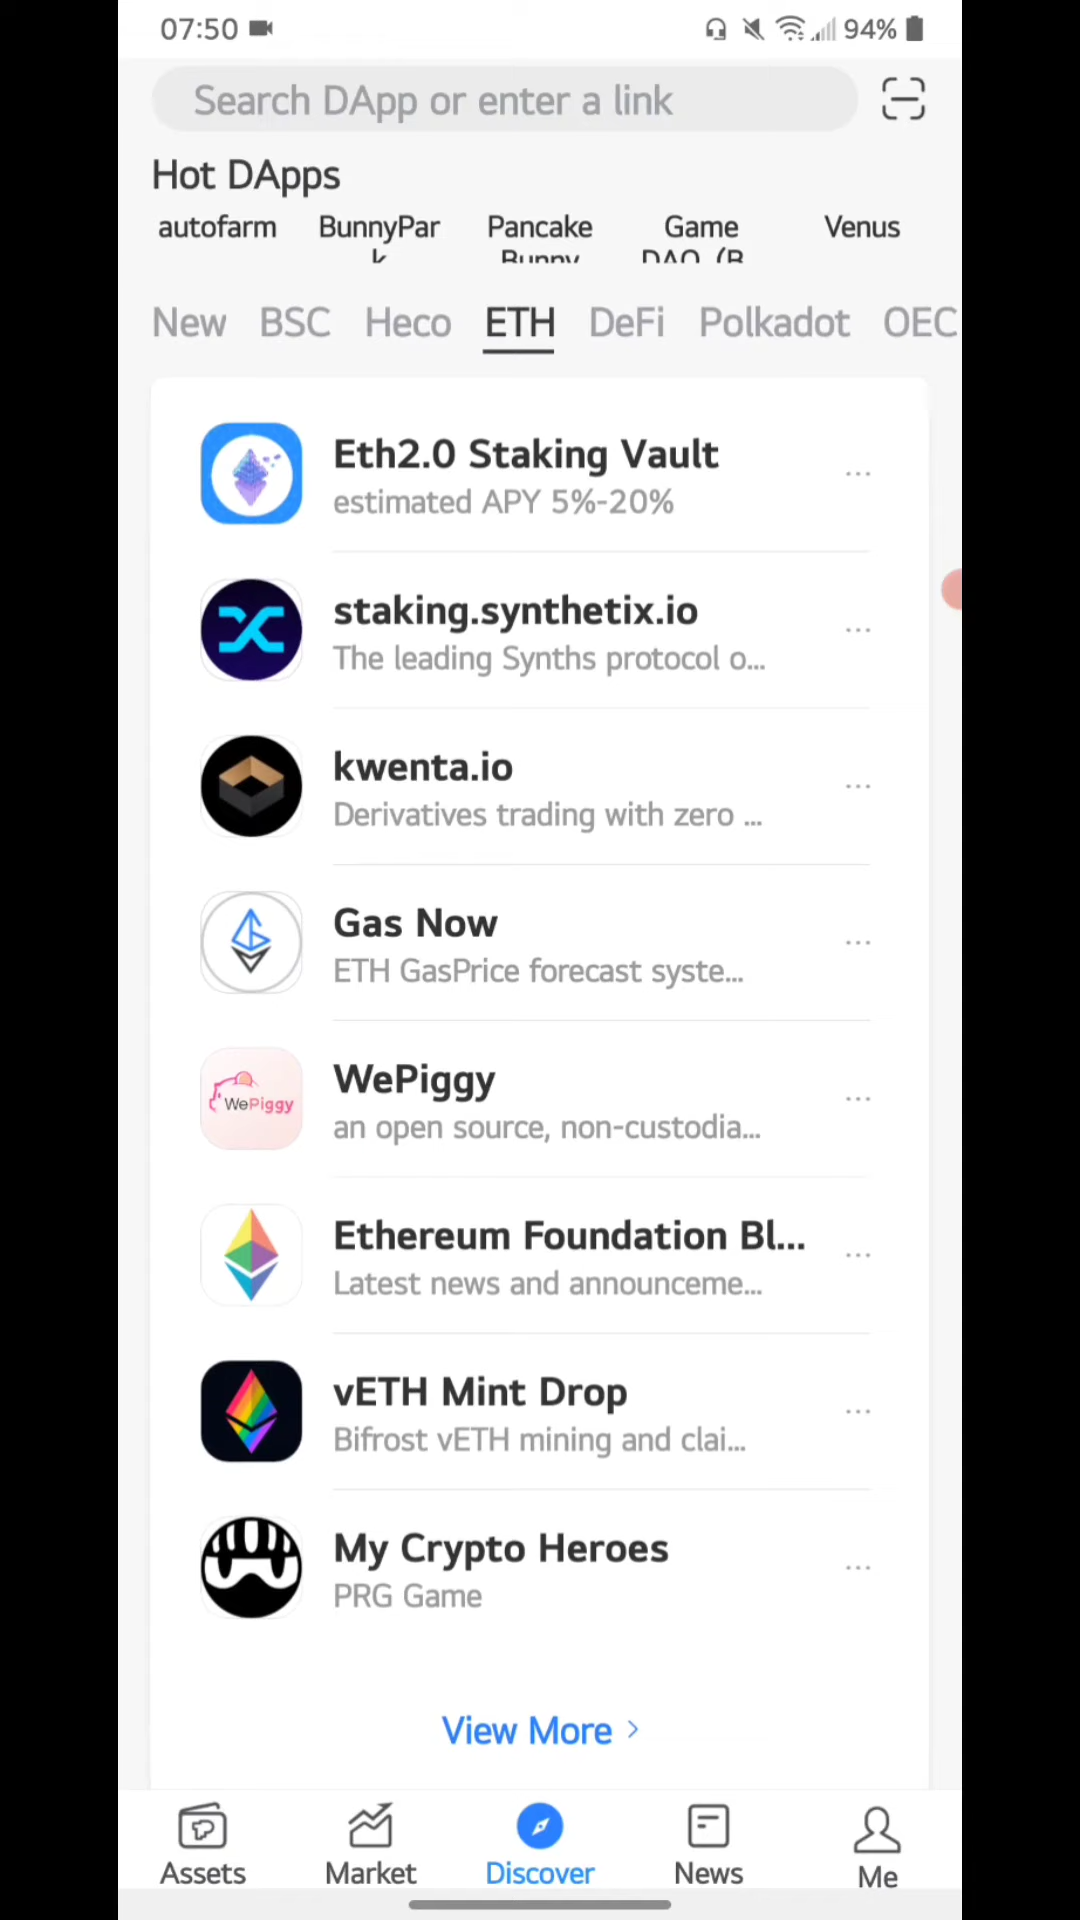 07:50
94%
Search DApp or enter a link
Hot DApps
autofarm
BunnyPar
k
Pancake
Bunny
Game
DAO (B
Venus
New BSC Heco ETH DeFi Polkadot OEC
Eth2.0 Staking Vault
estimated APY 5%-20%
staking.synthetix.io
The leading Synths protocol o...
kwenta.io
Derivatives trading with zero ...
Gas Now
ETH GasPrice forecast syste...
WePiggy
WePiggy
an open source, non-custodia...
Ethereum Foundation Bl...
Latest news and announceme...
vETH Mint Drop
Bifrost vETH mining and clai...
My Crypto Heroes
PRG Game
View More >
Assets Market Discover News Me